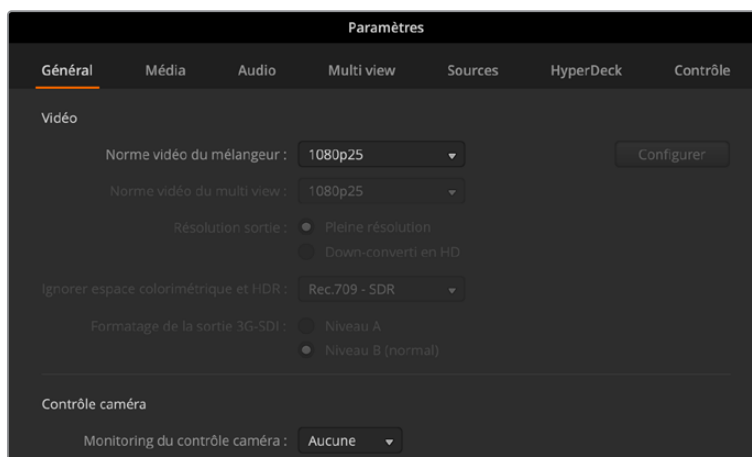 Paramètres
Général Média Audio Multi view Sources HyperDeck Contrôle
Vidéo
Norme vidéo du mélangeur : 1080p25 Configurer
Norme vidéo du multi view : 1080p25
Résolution sortie : Pleine résolution
Down-converti en HD
Ignorer espace colorimétrique et HDR : Rec.709 - SDR
Formatage de la sortie 3G-SDI : Niveau A
Niveau B (normal)
Contrôle caméra
Monitoring du contrôle caméra : Aucune